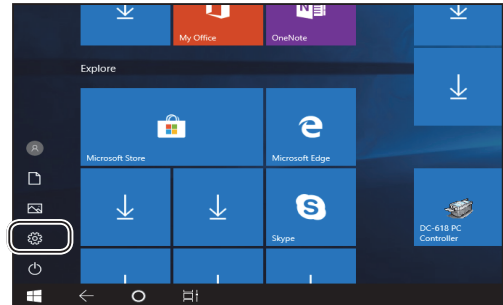 My Office
OneNote
Explore
Microsoft Store
Microsoft Edge
Skype
DC-618 PC
Controller